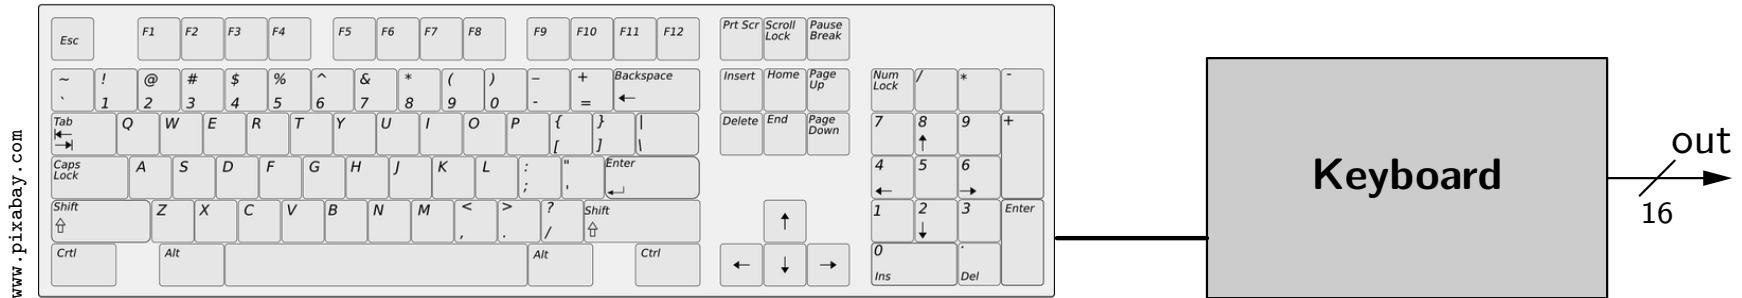 www.pixabay.com
Esc F1 F2 F3 F4 F5 F6 F7 F8 F9 F10 F11 F12 Prt Scr Scroll Lock Pause Break
~ ` ! 1 @ 2 # 3 $ 4 % 5 ^ 6 & 7 * 8 ( 9 ) 0 – - + = Backspace ← Insert Home Page Up Num Lock / * -
Tab Q W E R T Y U I O P { [ } ] | \ Delete End Page Down 7 8 ↑ 9 +
Caps Lock A S D F G H J K L : ; " ' Enter 4 ← 5 6 →
Shift ⇧ Z X C V B N M < , > . ? / Shift ⇧ ↑ 1 2 ↓ 3 Enter
Crtl Alt Alt Ctrl ← ↓ → 0 Ins . Del
Keyboard
out
16